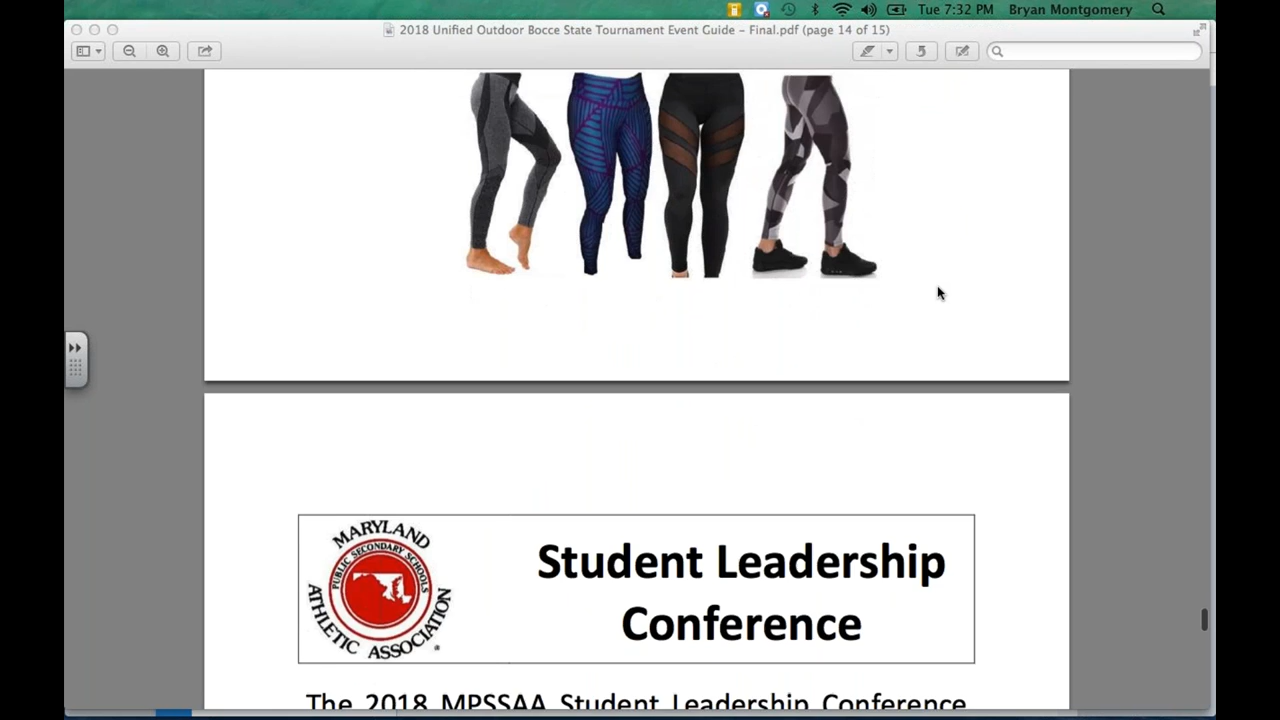 Tue 7:32 PM Bryan Montgomery
2018 Unified Outdoor Bocce State Tournament Event Guide – Final.pdf (page 14 of 15)
MARYLAND
PUBLIC SECONDARY SCHOOLS
ATHLETIC ASSOCIATION
Student Leadership
Conference
The 2018 MPSSAA Student Leadership Conference